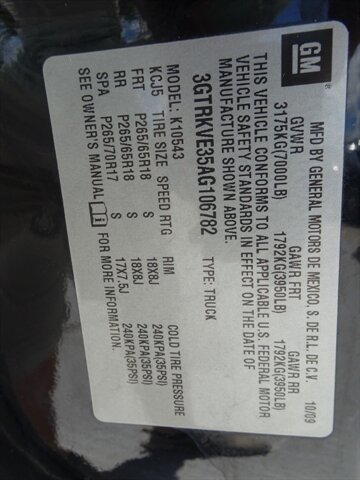 GM
MFD BY GENERAL MOTORS DE MEXICO, S. DE R.L. DE C.V. 10/09
GVWR GAWR FRT GAWR RR
3175KG(7000LB) 1792KG(3950LB) 1792KG(3950LB)
THIS VEHICLE CONFORMS TO ALL APPLICABLE U.S. FEDERAL MOTOR
VEHICLE SAFETY STANDARDS IN EFFECT ON THE DATE OF
MANUFACTURE SHOWN ABOVE.
3GTRKVE35AG106782 TYPE: TRUCK
K10543
KCJ5 TIRE SIZE SPEED RTG RIM COLD TIRE PRESSURE
FRT P265/65R18 S 18X8J 240KPA(35PSI)
RR P265/65R18 S 18X8J 240KPA(35PSI)
SPA P265/70R17 S 17X7.5J 240KPA(35PSI)
SEE OWNER'S MANUAL